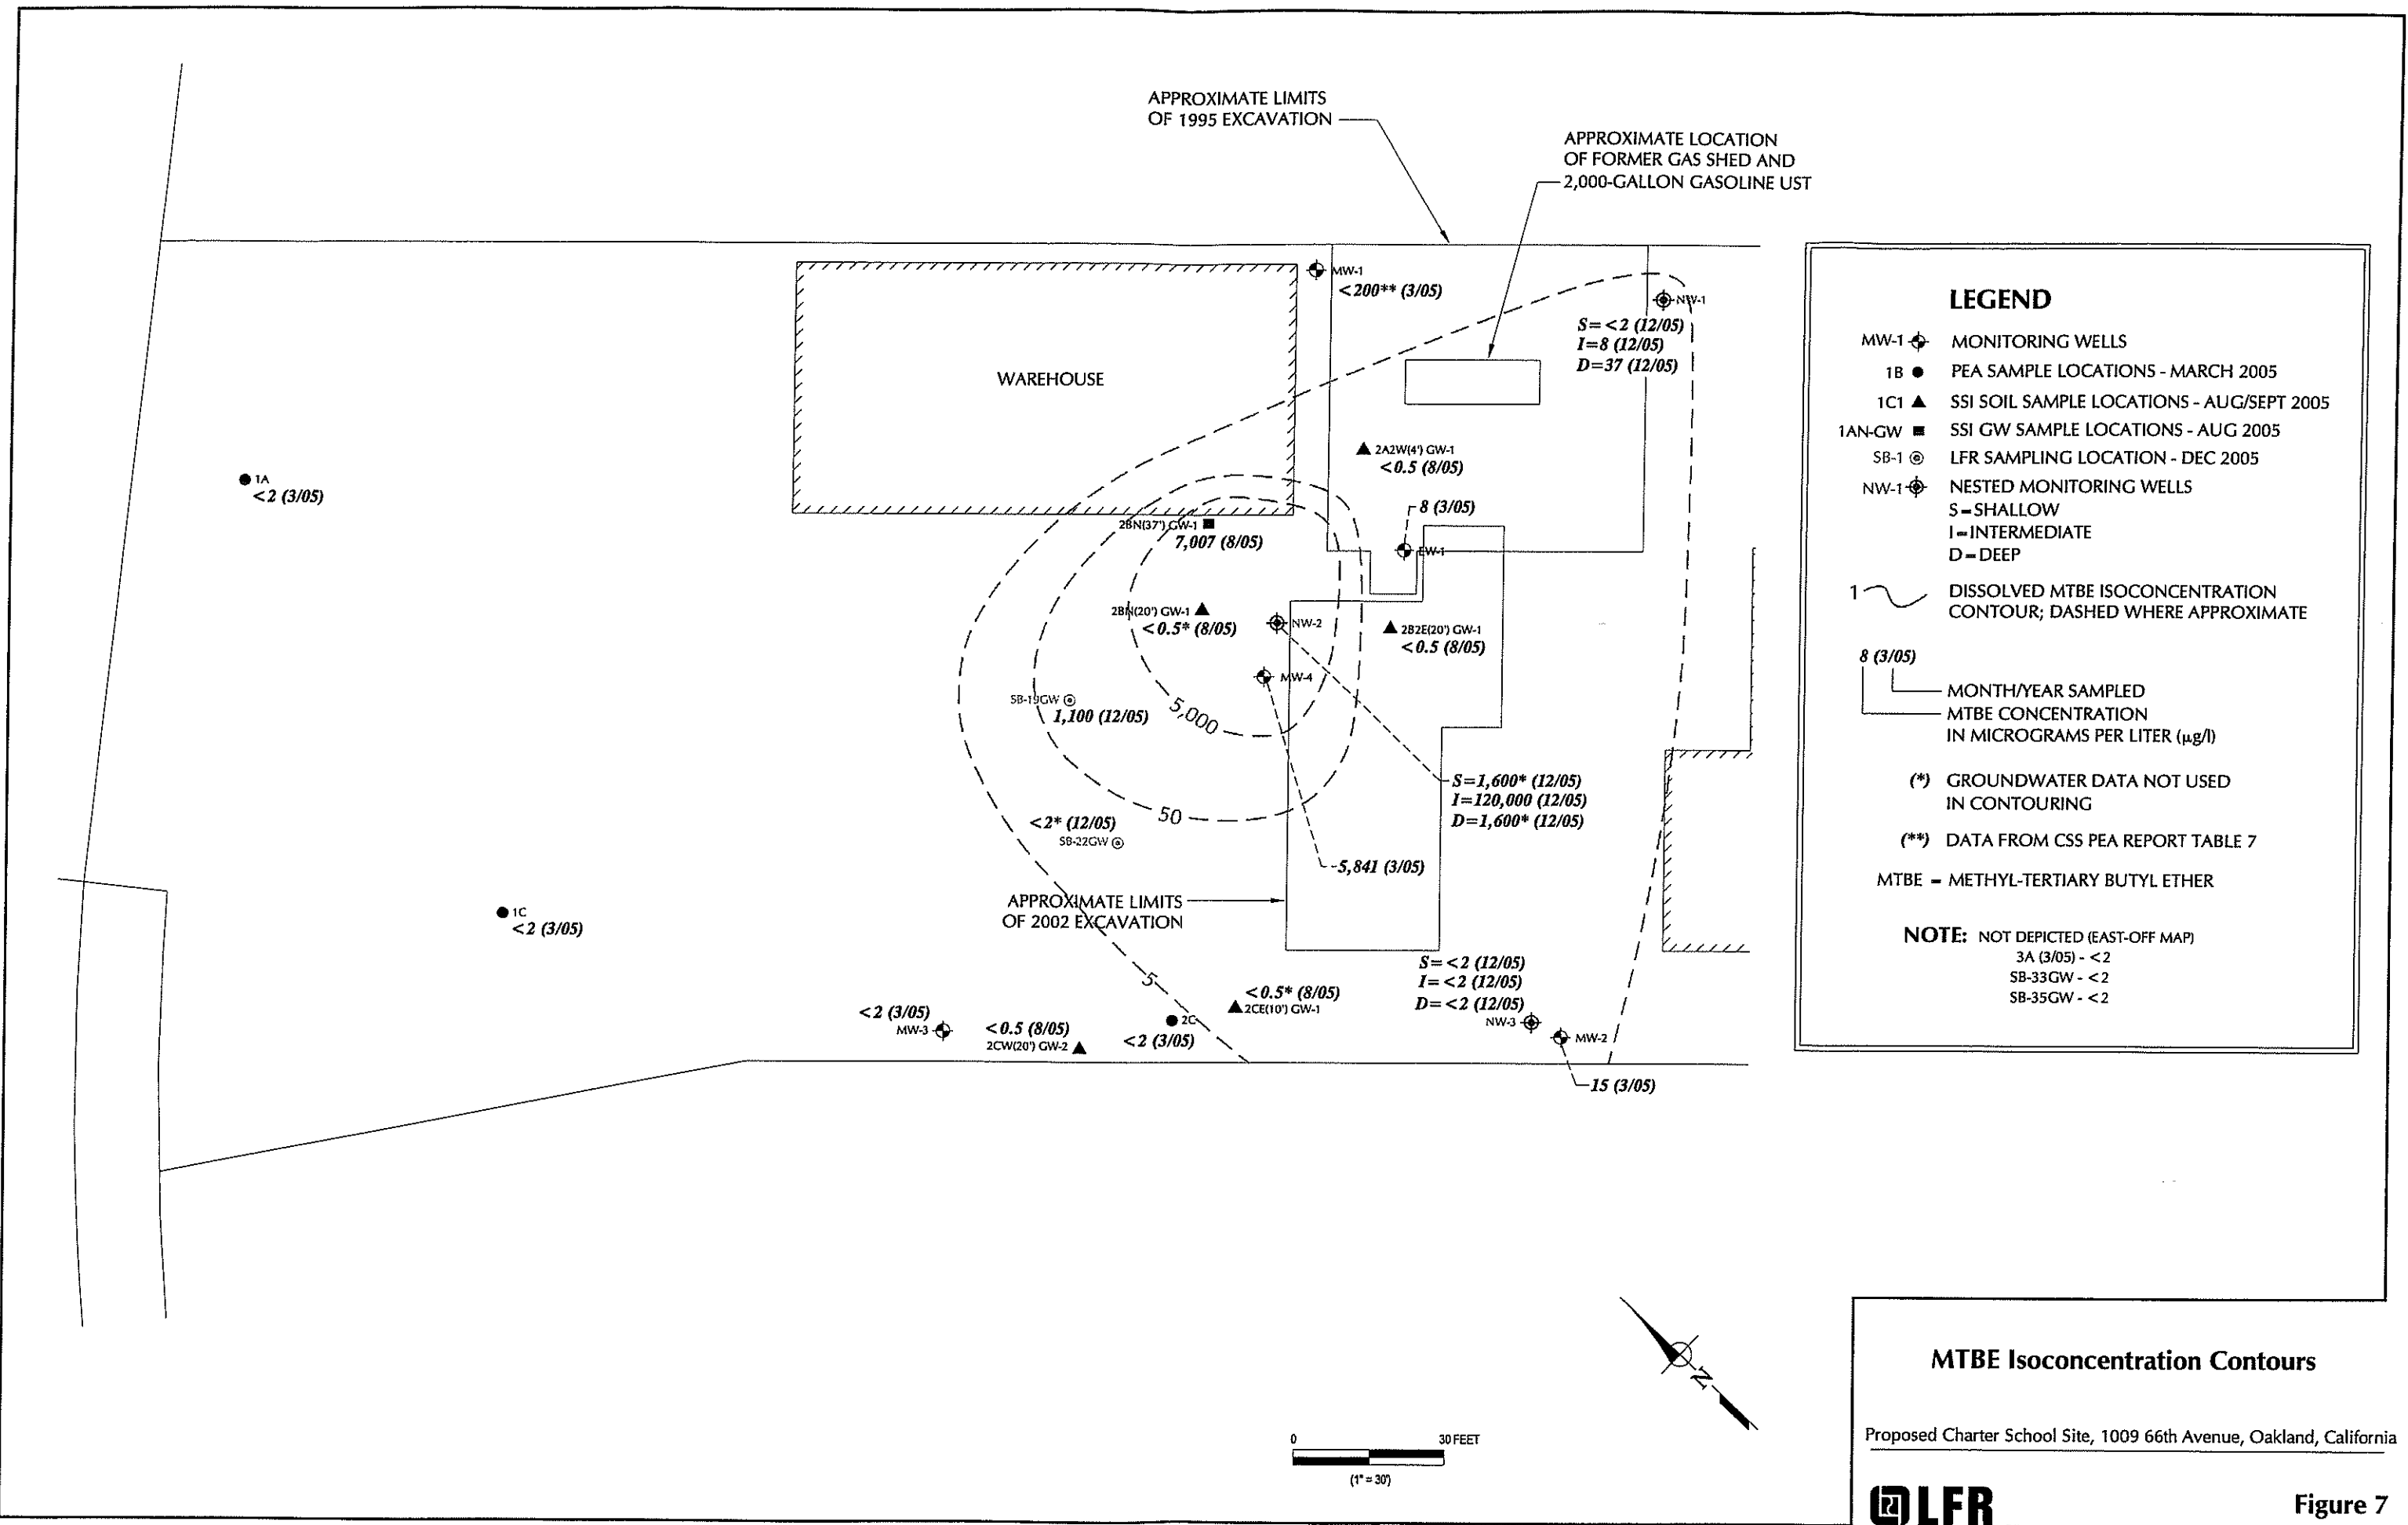 APPROXIMATE LIMITS
OF 1995 EXCAVATION
APPROXIMATE LOCATION
OF FORMER GAS SHED AND
2,000-GALLON GASOLINE UST
MW-1
<200** (3/05)
NW-1
S=<2 (12/05)
I=8 (12/05)
D=37 (12/05)
WAREHOUSE
2A2W(4') GW-1
<0.5 (8/05)
1A
<2 (3/05)
8 (3/05)
EW-1
2BN(37') GW-1
7,007 (8/05)
2BN(20') GW-1
<0.5* (8/05)
NW-2
2B2E(20') GW-1
<0.5 (8/05)
MW-4
SB-19GW
1,100 (12/05)
5,000
S=1,600* (12/05)
I=120,000 (12/05)
D=1,600* (12/05)
50
<2* (12/05)
SB-22GW
5,841 (3/05)
APPROXIMATE LIMITS
OF 2002 EXCAVATION
1C
<2 (3/05)
5
S=<2 (12/05)
I=<2 (12/05)
D=<2 (12/05)
NW-3
MW-2
15 (3/05)
<0.5* (8/05)
2CE(10') GW-1
2C
<2 (3/05)
<2 (3/05)
MW-3
<0.5 (8/05)
2CW(20') GW-2
LEGEND
MW-1 MONITORING WELLS
1B PEA SAMPLE LOCATIONS - MARCH 2005
1C1 SSI SOIL SAMPLE LOCATIONS - AUG/SEPT 2005
1AN-GW SSI GW SAMPLE LOCATIONS - AUG 2005
SB-1 LFR SAMPLING LOCATION - DEC 2005
NW-1 NESTED MONITORING WELLS
S=SHALLOW
I=INTERMEDIATE
D=DEEP
1 DISSOLVED MTBE ISOCONCENTRATION
CONTOUR; DASHED WHERE APPROXIMATE
8 (3/05)
MONTH/YEAR SAMPLED
MTBE CONCENTRATION
IN MICROGRAMS PER LITER (µg/l)
(*) GROUNDWATER DATA NOT USED
IN CONTOURING
(**) DATA FROM CSS PEA REPORT TABLE 7
MTBE = METHYL-TERTIARY BUTYL ETHER
NOTE: NOT DEPICTED (EAST-OFF MAP)
3A (3/05) - <2
SB-33GW - <2
SB-35GW - <2
N
0 30 FEET
(1" = 30')
MTBE Isoconcentration Contours
Proposed Charter School Site, 1009 66th Avenue, Oakland, California
LFR
Figure 7